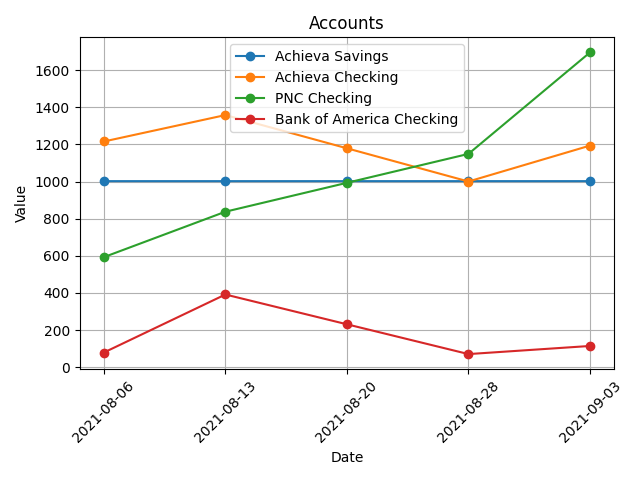 Accounts
Achieva Savings
Achieva Checking
PNC Checking
Bank of America Checking
Value
1600
1400
1200
1000
800
600
400
200
0
2021-08-06
2021-08-13
2021-08-20
2021-08-28
2021-09-03
Date